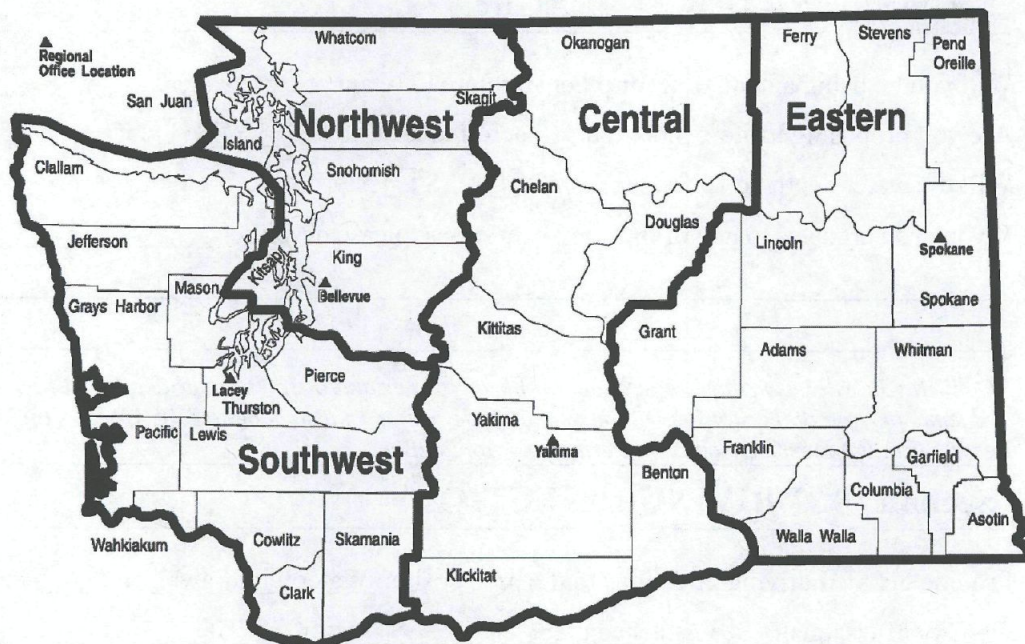 Regional
Office Location
San Juan
Whatcom
Skagit
Northwest
Island
Snohomish
King
Kitsap
Bellevue
Okanogan
Central
Chelan
Douglas
Kittitas
Yakima
Yakima
Benton
Klickitat
Ferry
Stevens
Pend
Oreille
Eastern
Lincoln
Spokane
Spokane
Grant
Adams
Whitman
Franklin
Garfield
Columbia
Asotin
Walla Walla
Clallam
Jefferson
Mason
Grays Harbor
Pierce
Lacey
Thurston
Pacific
Lewis
Southwest
Wahkiakum
Cowlitz
Skamania
Clark